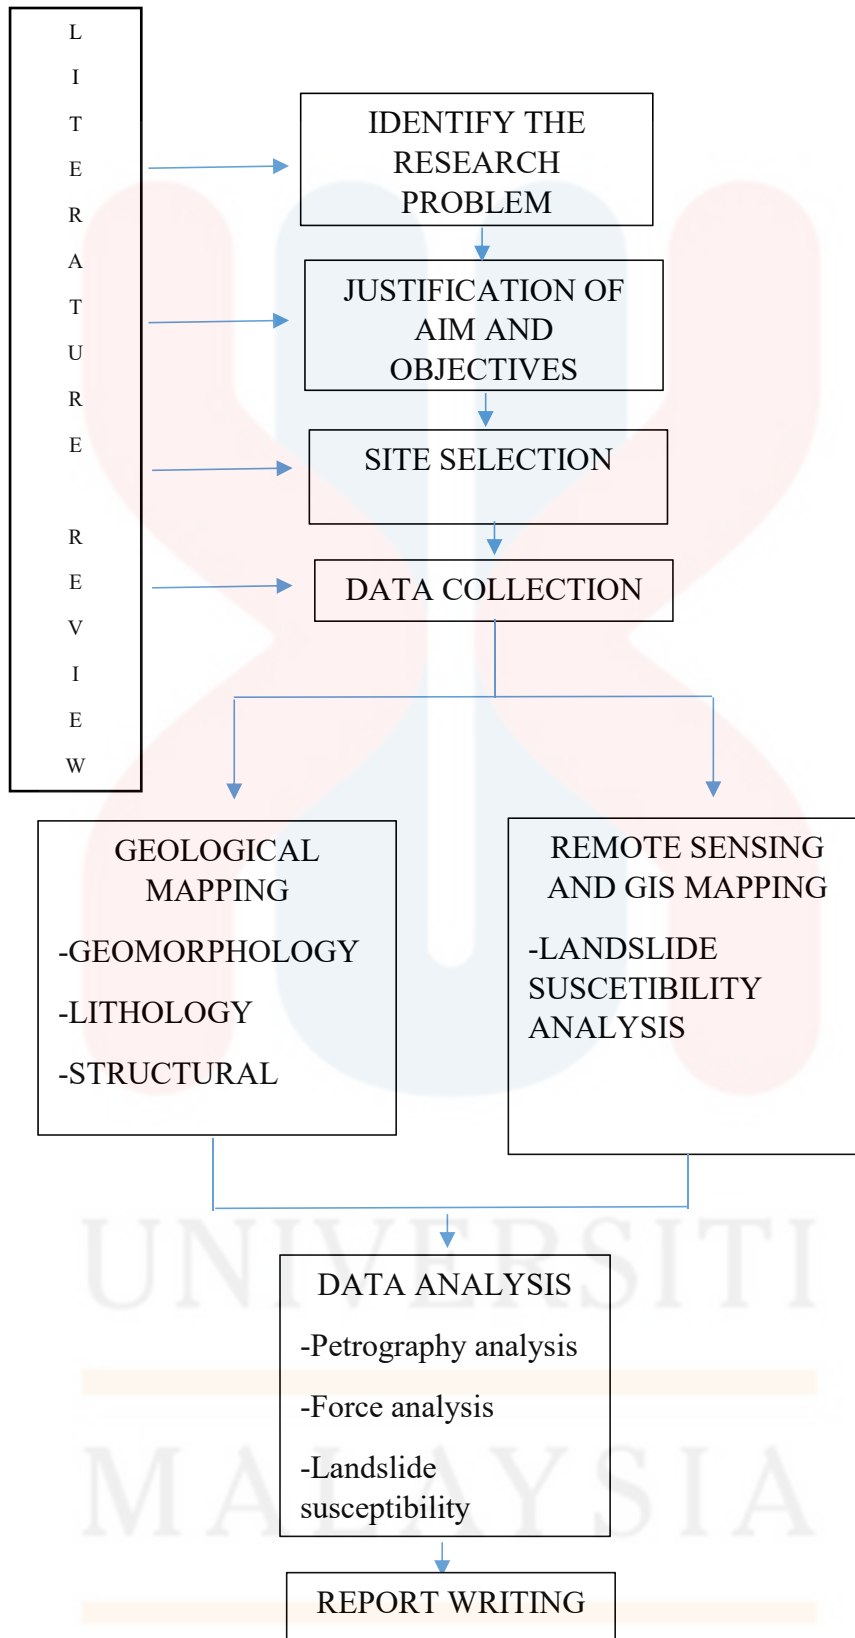 LITERATURE REVIEW
IDENTIFY THE
RESEARCH
PROBLEM
JUSTIFICATION OF
AIM AND
OBJECTIVES
SITE SELECTION
DATA COLLECTION
GEOLOGICAL
MAPPING
-GEOMORPHOLOGY
-LITHOLOGY
-STRUCTURAL
REMOTE SENSING
AND GIS MAPPING
-LANDSLIDE
SUSCETIBILITY
ANALYSIS
DATA ANALYSIS
-Petrography analysis
-Force analysis
-Landslide
susceptibility
REPORT WRITING
UNIVERSITI
MALAYSIA